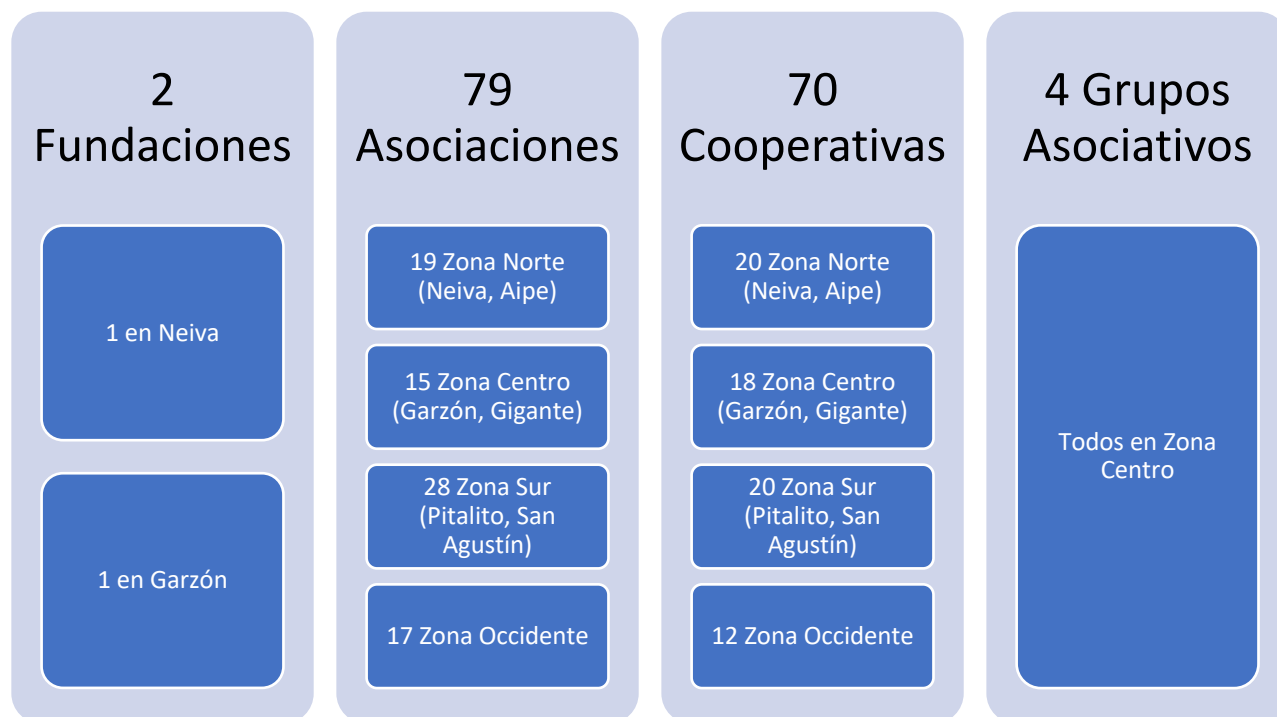 2
Fundaciones
1 en Neiva
1 en Garzón
79
Asociaciones
19 Zona Norte
(Neiva, Aipe)
15 Zona Centro
(Garzón, Gigante)
28 Zona Sur
(Pitalito, San
Agustín)
17 Zona Occidente
70
Cooperativas
20 Zona Norte
(Neiva, Aipe)
18 Zona Centro
(Garzón, Gigante)
20 Zona Sur
(Pitalito, San
Agustín)
12 Zona Occidente
4 Grupos
Asociativos
Todos en Zona
Centro